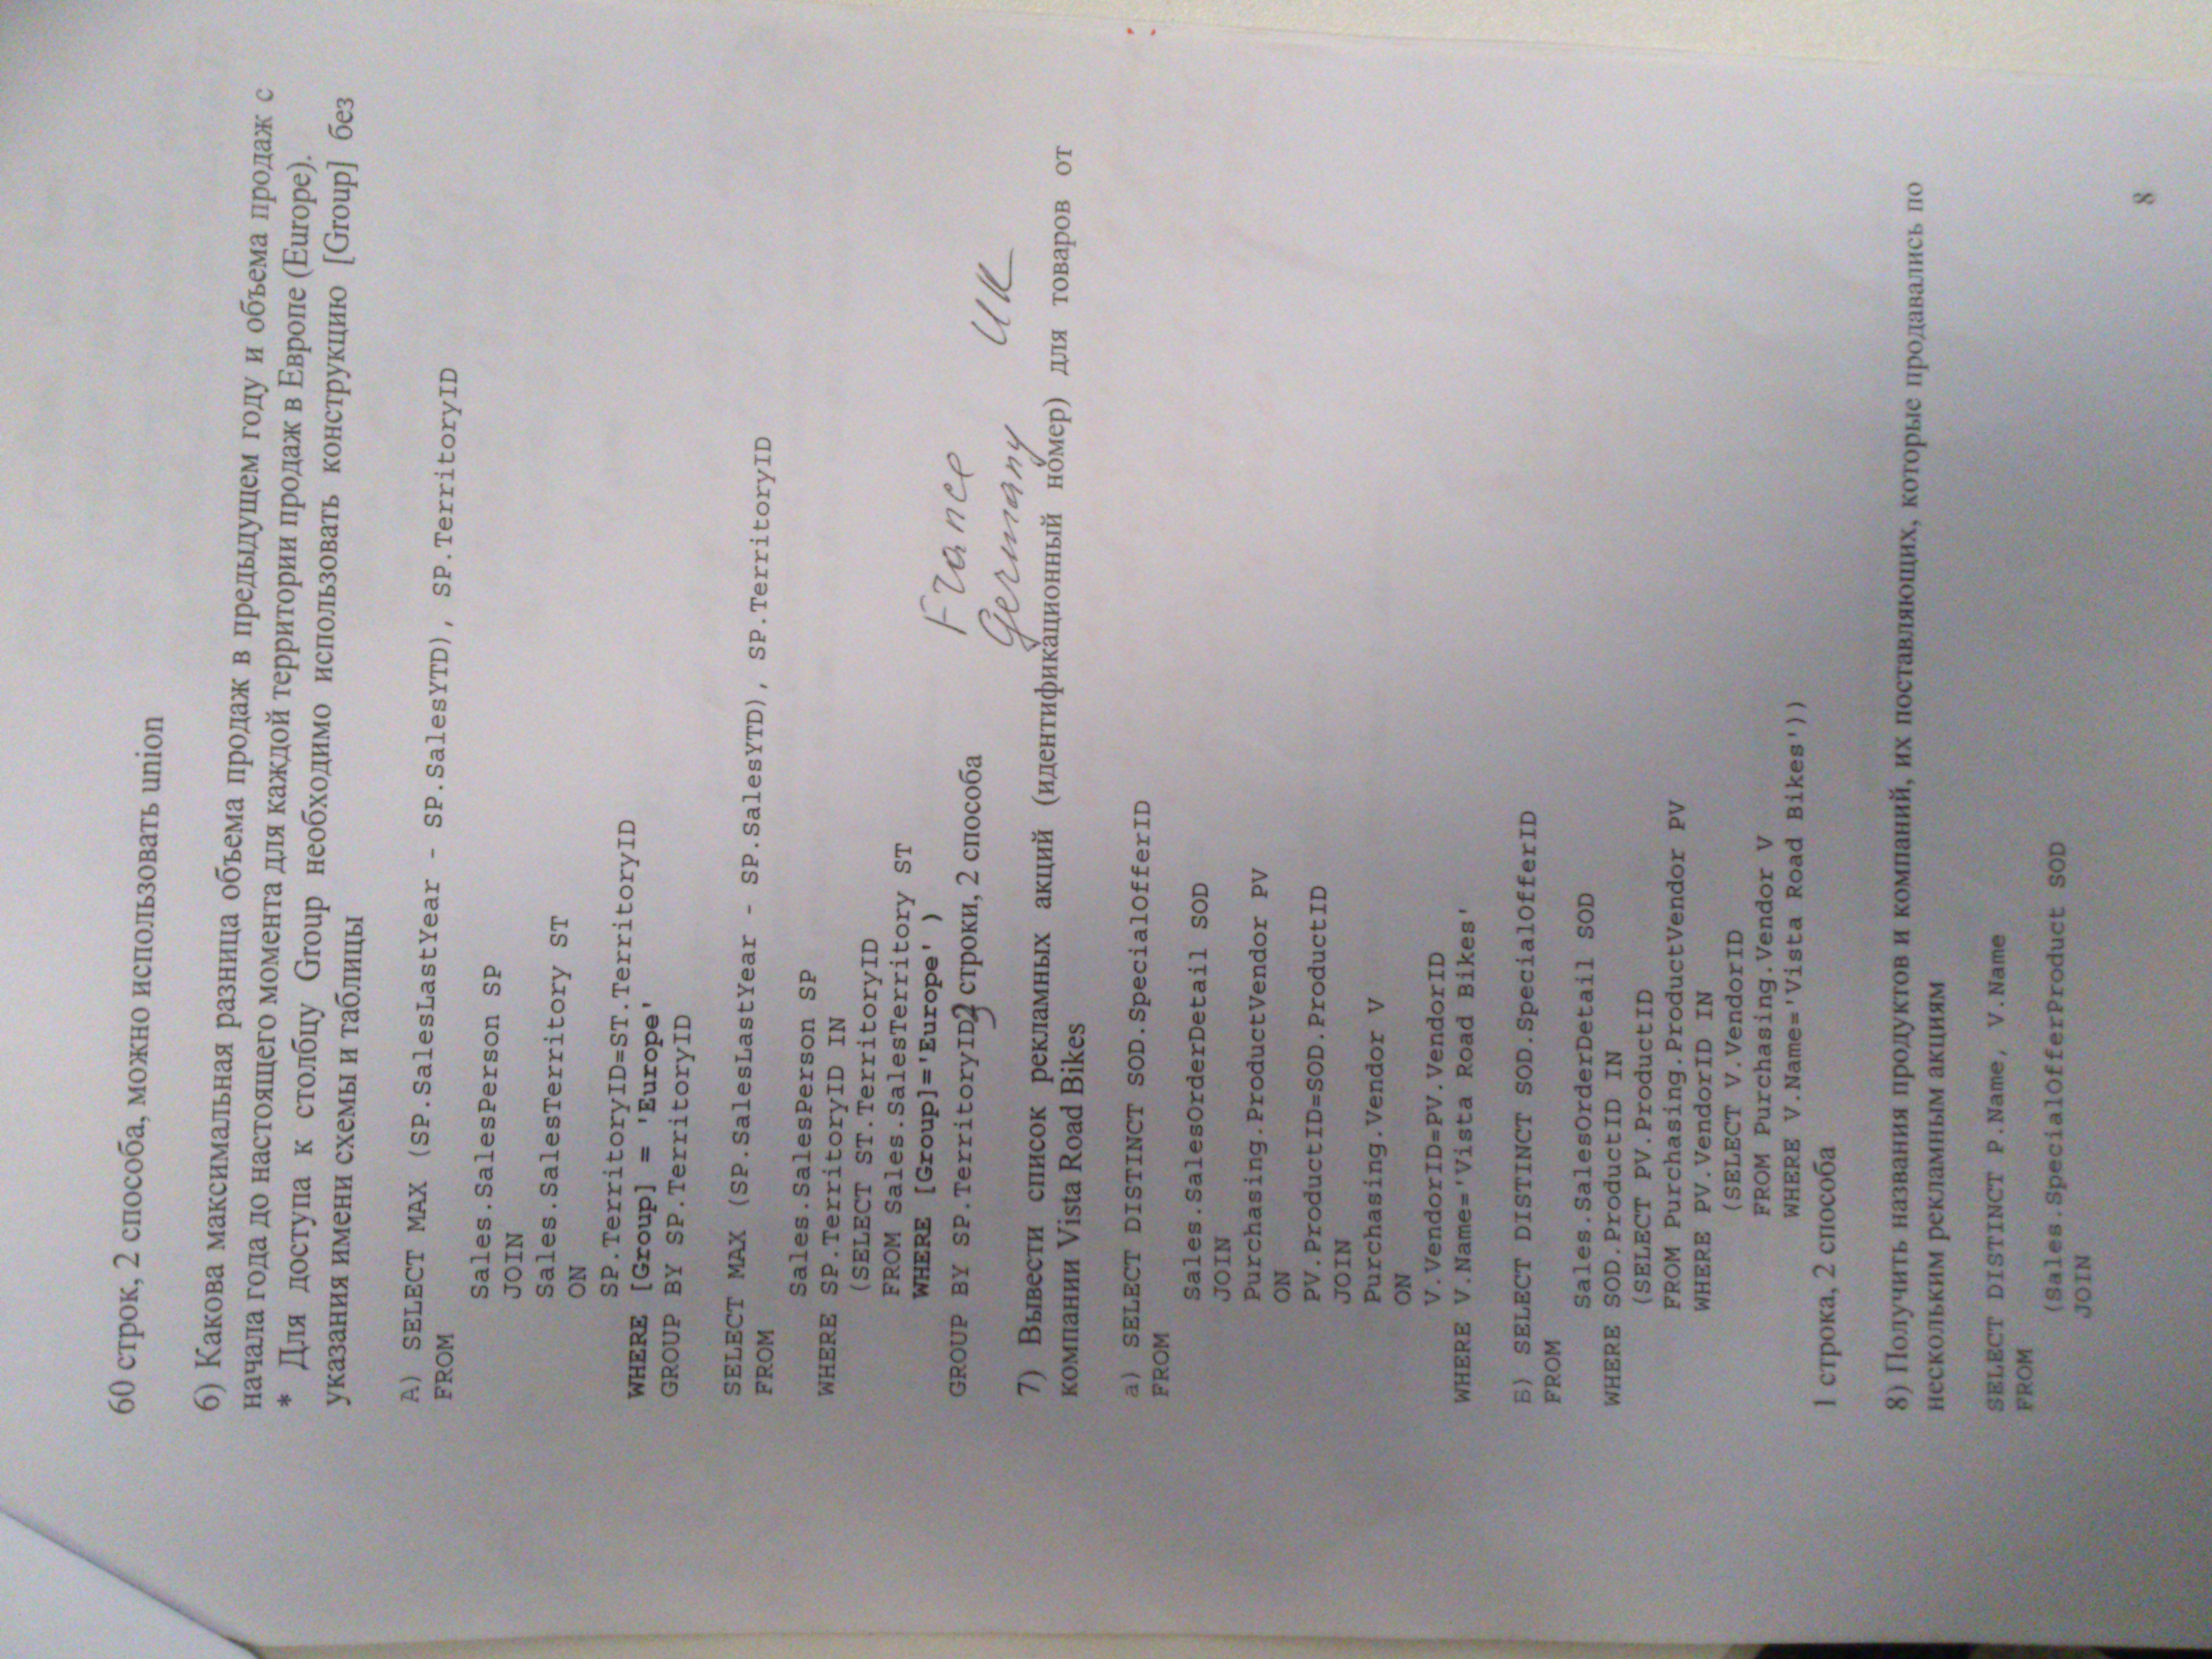 60 строк, 2 способа, можно использовать union
6) Какова максимальная разница объема продаж в предыдущем году и объема продаж с
начала года до настоящего момента для каждой территории продаж в Европе (Europe).
* Для доступа к столбцу Group необходимо использовать конструкцию [Group] без
указания имени схемы и таблицы
A) SELECT MAX (SP.SalesLastYear - SP.SalesYTD), SP.TerritoryID
FROM
Sales.SalesPerson SP
JOIN
Sales.SalesTerritory ST
ON
SP.TerritoryID=ST.TerritoryID
WHERE [Group] = 'Europe'
GROUP BY SP.TerritoryID
SELECT MAX (SP.SalesLastYear - SP.SalesYTD), SP.TerritoryID
FROM
Sales.SalesPerson SP
WHERE SP.TerritoryID IN
(SELECT ST.TerritoryID
FROM Sales.SalesTerritory ST
WHERE [Group]='Europe' )
GROUP BY SP.TerritoryID3 строки, 2 способа
France
Germany UK
7) Вывести список рекламных акций (идентификационный номер) для товаров от
компании Vista Road Bikes
a) SELECT DISTINCT SOD.SpecialOfferID
FROM
Sales.SalesOrderDetail SOD
JOIN
Purchasing.ProductVendor PV
ON
PV.ProductID=SOD.ProductID
JOIN
Purchasing.Vendor V
ON
V.VendorID=PV.VendorID
WHERE V.Name='Vista Road Bikes'
Б) SELECT DISTINCT SOD.SpecialOfferID
FROM
Sales.SalesOrderDetail SOD
WHERE SOD.ProductID IN
(SELECT PV.ProductID
FROM Purchasing.ProductVendor PV
WHERE PV.VendorID IN
(SELECT V.VendorID
FROM Purchasing.Vendor V
WHERE V.Name='Vista Road Bikes'))
1 строка, 2 способа
8) Получить названия продуктов и компаний, их поставляющих, которые продавались по
нескольким рекламным акциям
SELECT DISTINCT P.Name, V.Name
FROM
(Sales.SpecialOfferProduct SOD
JOIN
8